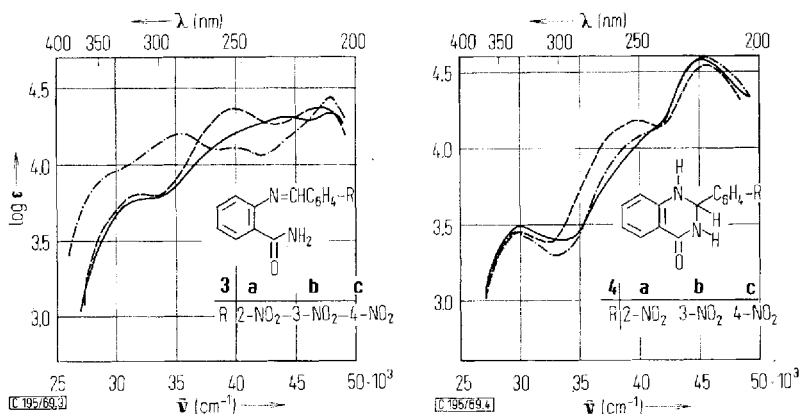 ← λ (nm)
400 350 300 250 200
4.5
4.0
3.5
3.0
log ε →
N=CHC₆H₄-R
NH₂
O
3 a b c
R 2-NO₂ – 3-NO₂ – 4-NO₂
25 30 35 40 45 50·10³
ν̄ (cm⁻¹) →
C 195/69.3
← λ (nm)
400 350 300 250 200
4.5
4.0
3.5
3.0
H
N C₆H₄-R
H
N
H
O
4 a b c
R 2-NO₂ 3-NO₂ 4-NO₂
25 30 35 40 45 50·10³
ν̄ (cm⁻¹) →
C 195/69.4